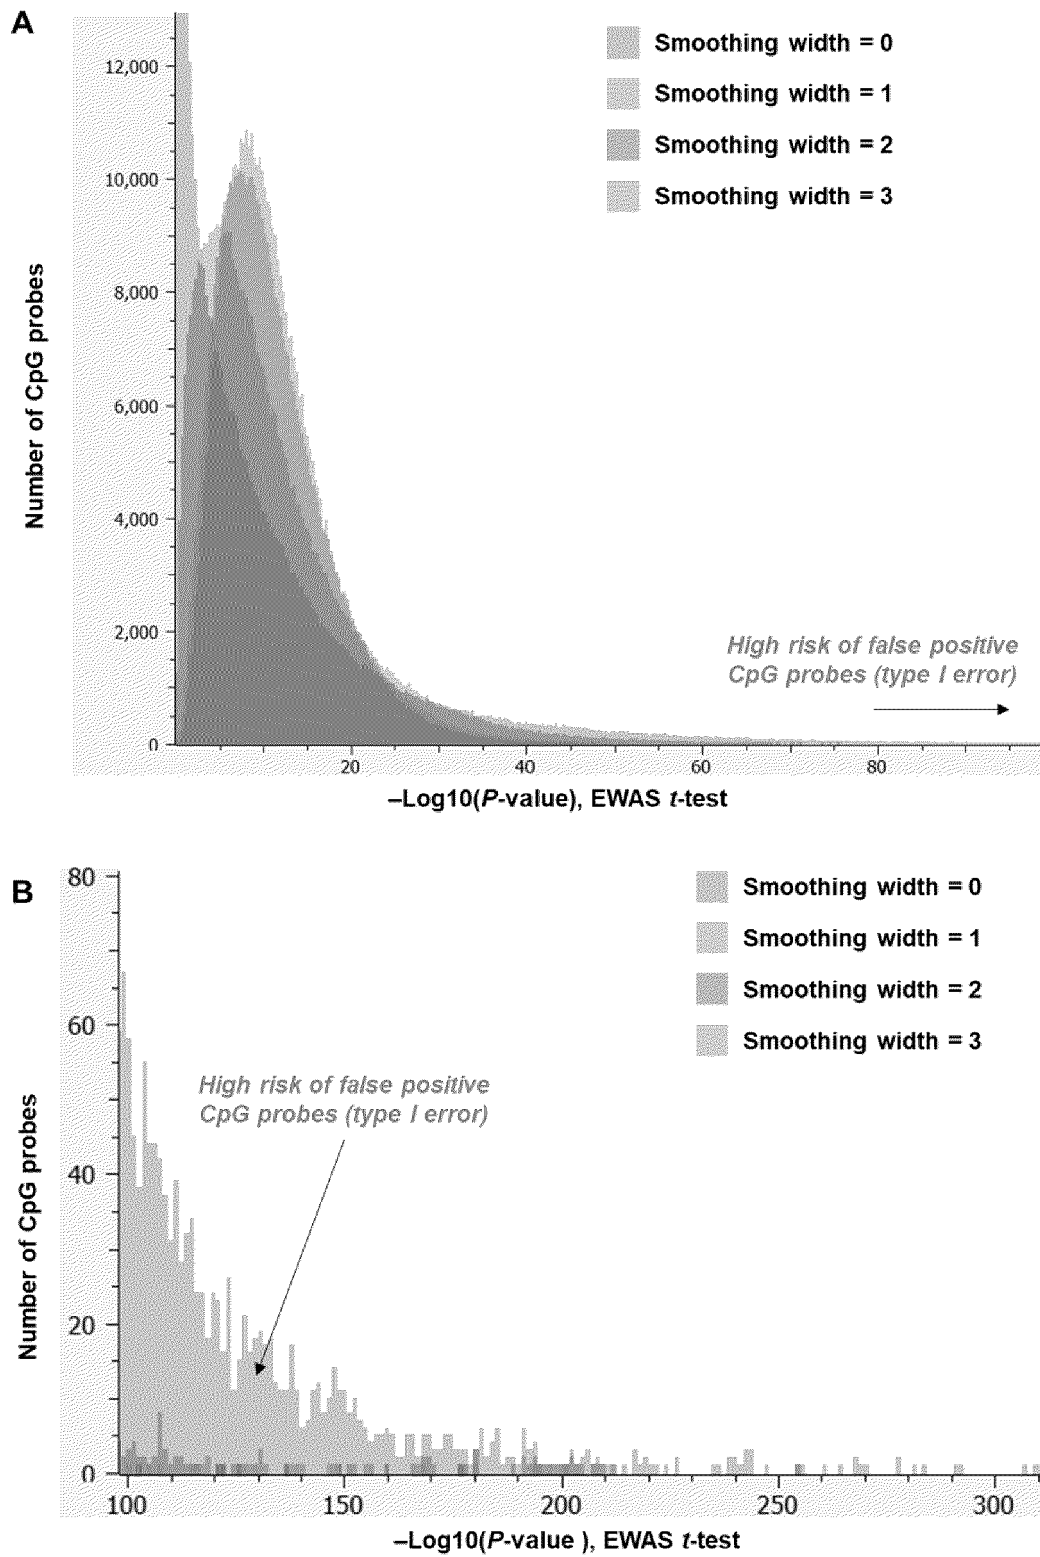 A
Smoothing width = 0
Smoothing width = 1
Smoothing width = 2
Smoothing width = 3
12,000
10,000
8,000
6,000
4,000
2,000
0
Number of CpG probes
High risk of false positive
CpG probes (type I error)
20
40
60
80
–Log10(P-value), EWAS t-test
B
Smoothing width = 0
Smoothing width = 1
Smoothing width = 2
Smoothing width = 3
80
60
40
20
0
Number of CpG probes
High risk of false positive
CpG probes (type I error)
100
150
200
250
300
–Log10(P-value ), EWAS t-test